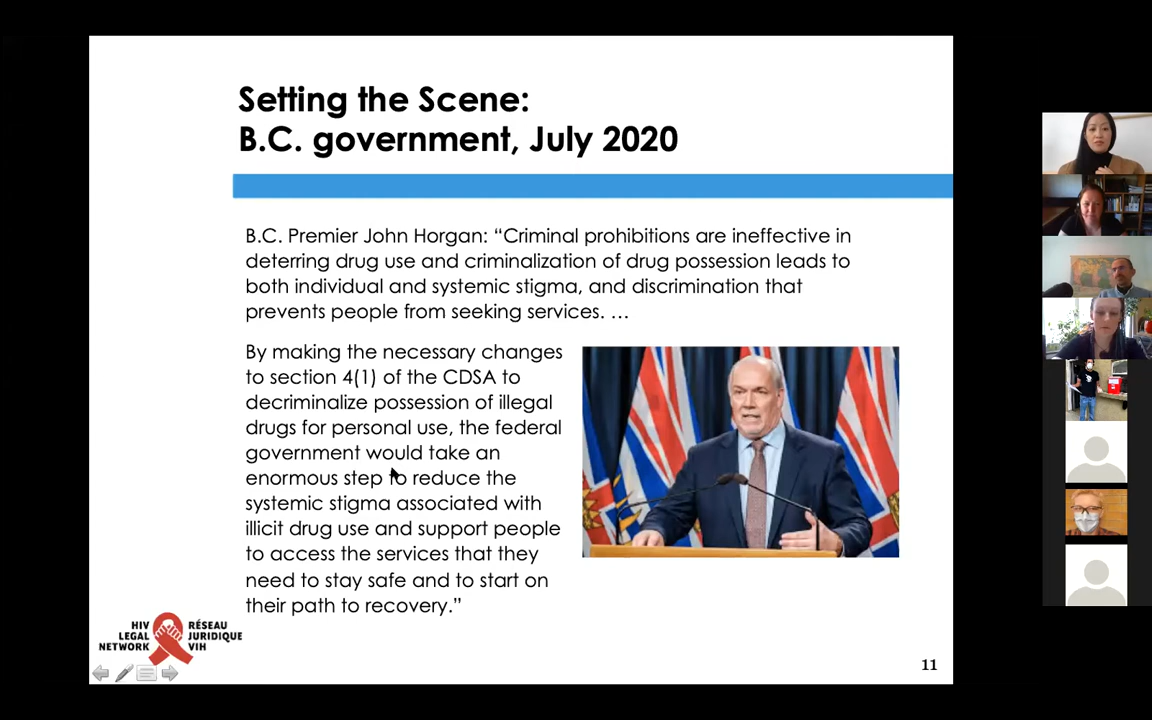 Setting the Scene:
B.C. government, July 2020
B.C. Premier John Horgan: “Criminal prohibitions are ineffective in
deterring drug use and criminalization of drug possession leads to
both individual and systemic stigma, and discrimination that
prevents people from seeking services. …
By making the necessary changes
to section 4(1) of the CDSA to
decriminalize possession of illegal
drugs for personal use, the federal
government would take an
enormous step to reduce the
systemic stigma associated with
illicit drug use and support people
to access the services that they
need to stay safe and to start on
their path to recovery.”
HIV
LEGAL
NETWORK
RÉSEAU
JURIDIQUE
VIH
11